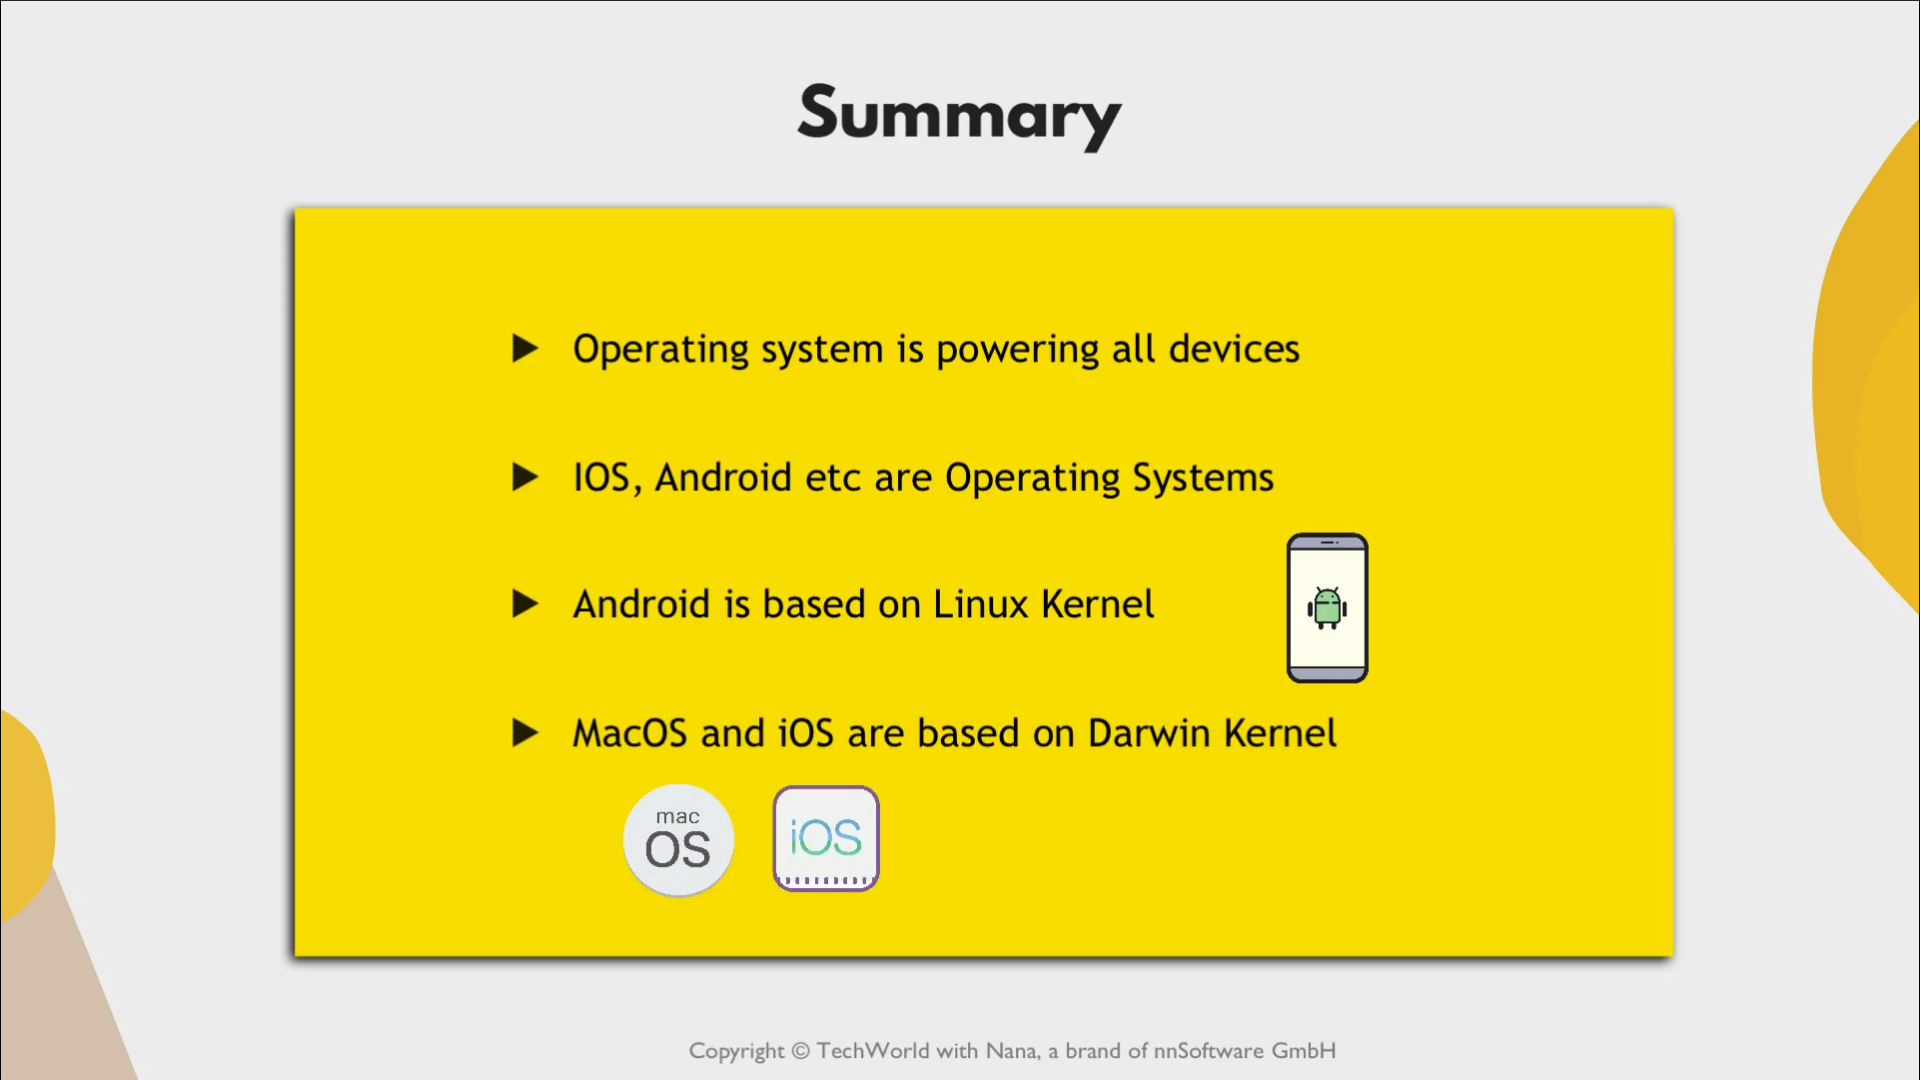 Summary
Operating system is powering all devices
IOS, Android etc are Operating Systems
Android is based on Linux Kernel
MacOS and iOS are based on Darwin Kernel
mac
OS
iOS
Copyright © TechWorld with Nana, a brand of nnSoftware GmbH